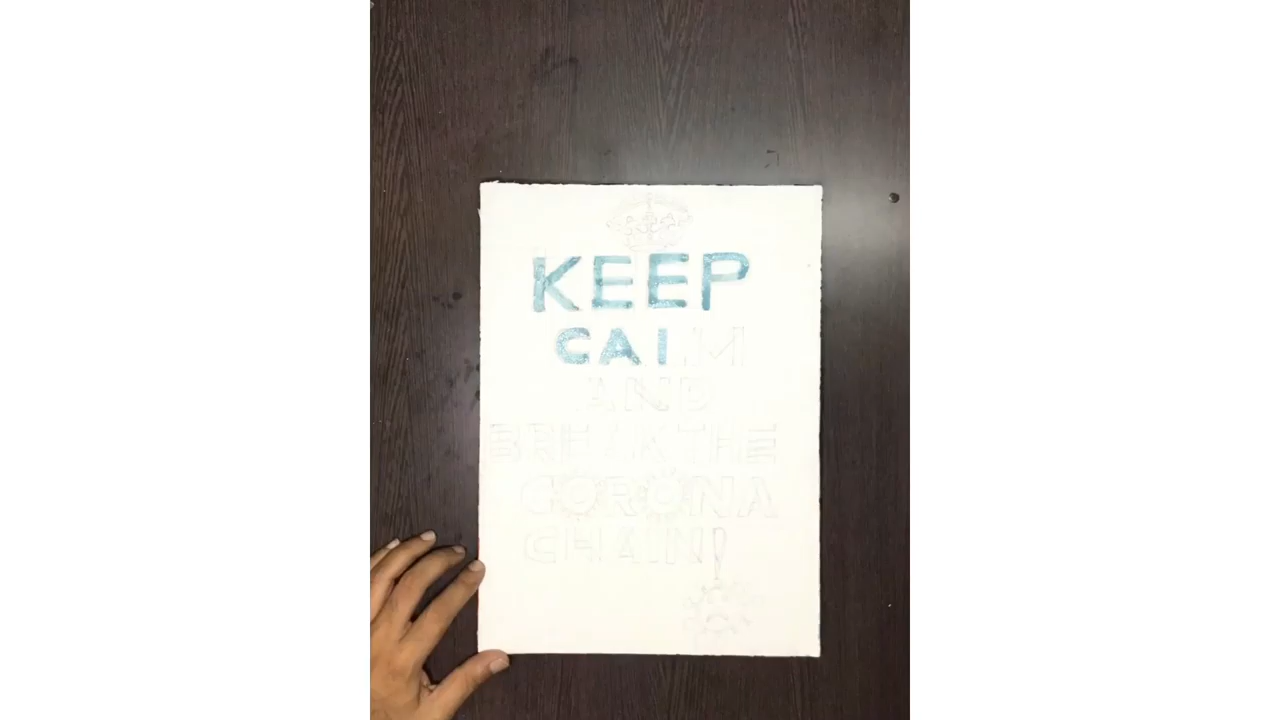 KEEP
CALM
AND
BREAK THE
CORONA
CHAIN!